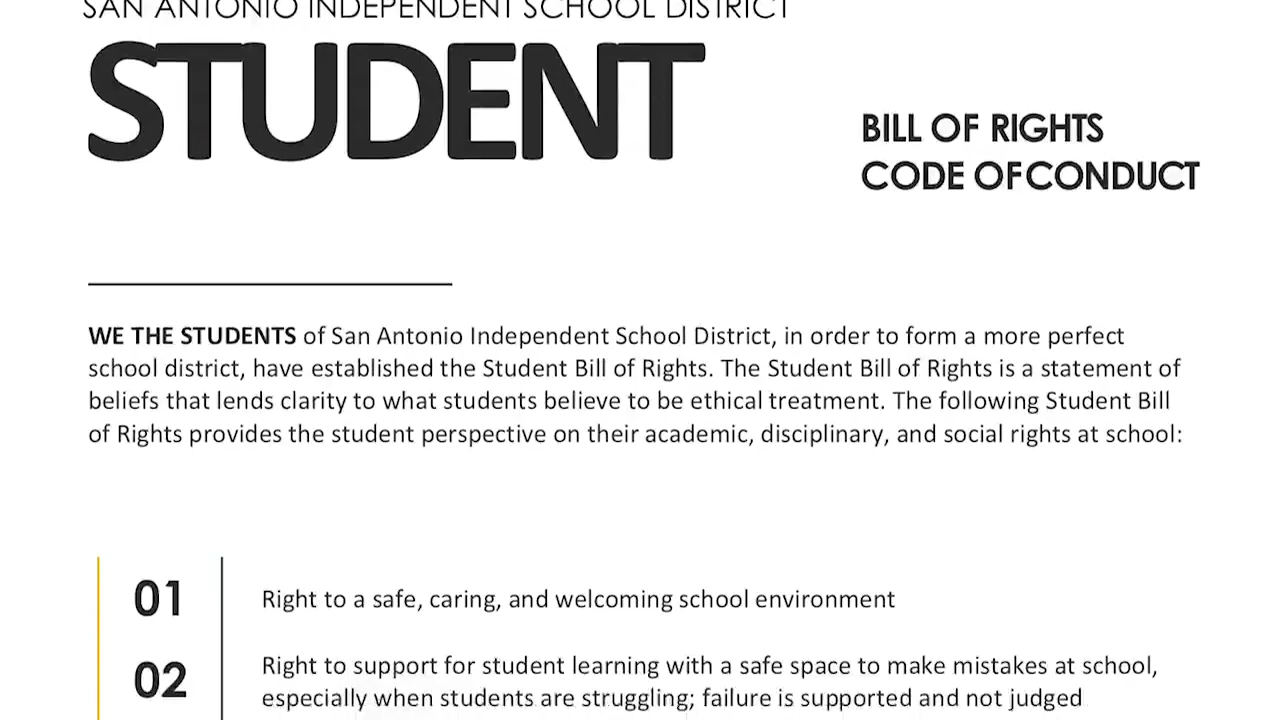 SAN ANTONIO INDEPENDENT SCHOOL DISTRICT
STUDENT
BILL OF RIGHTS
CODE OF CONDUCT
WE THE STUDENTS of San Antonio Independent School District, in order to form a more perfect
school district, have established the Student Bill of Rights. The Student Bill of Rights is a statement of
beliefs that lends clarity to what students believe to be ethical treatment. The following Student Bill
of Rights provides the student perspective on their academic, disciplinary, and social rights at school:
01 Right to a safe, caring, and welcoming school environment
02 Right to support for student learning with a safe space to make mistakes at school,
especially when students are struggling; failure is supported and not judged